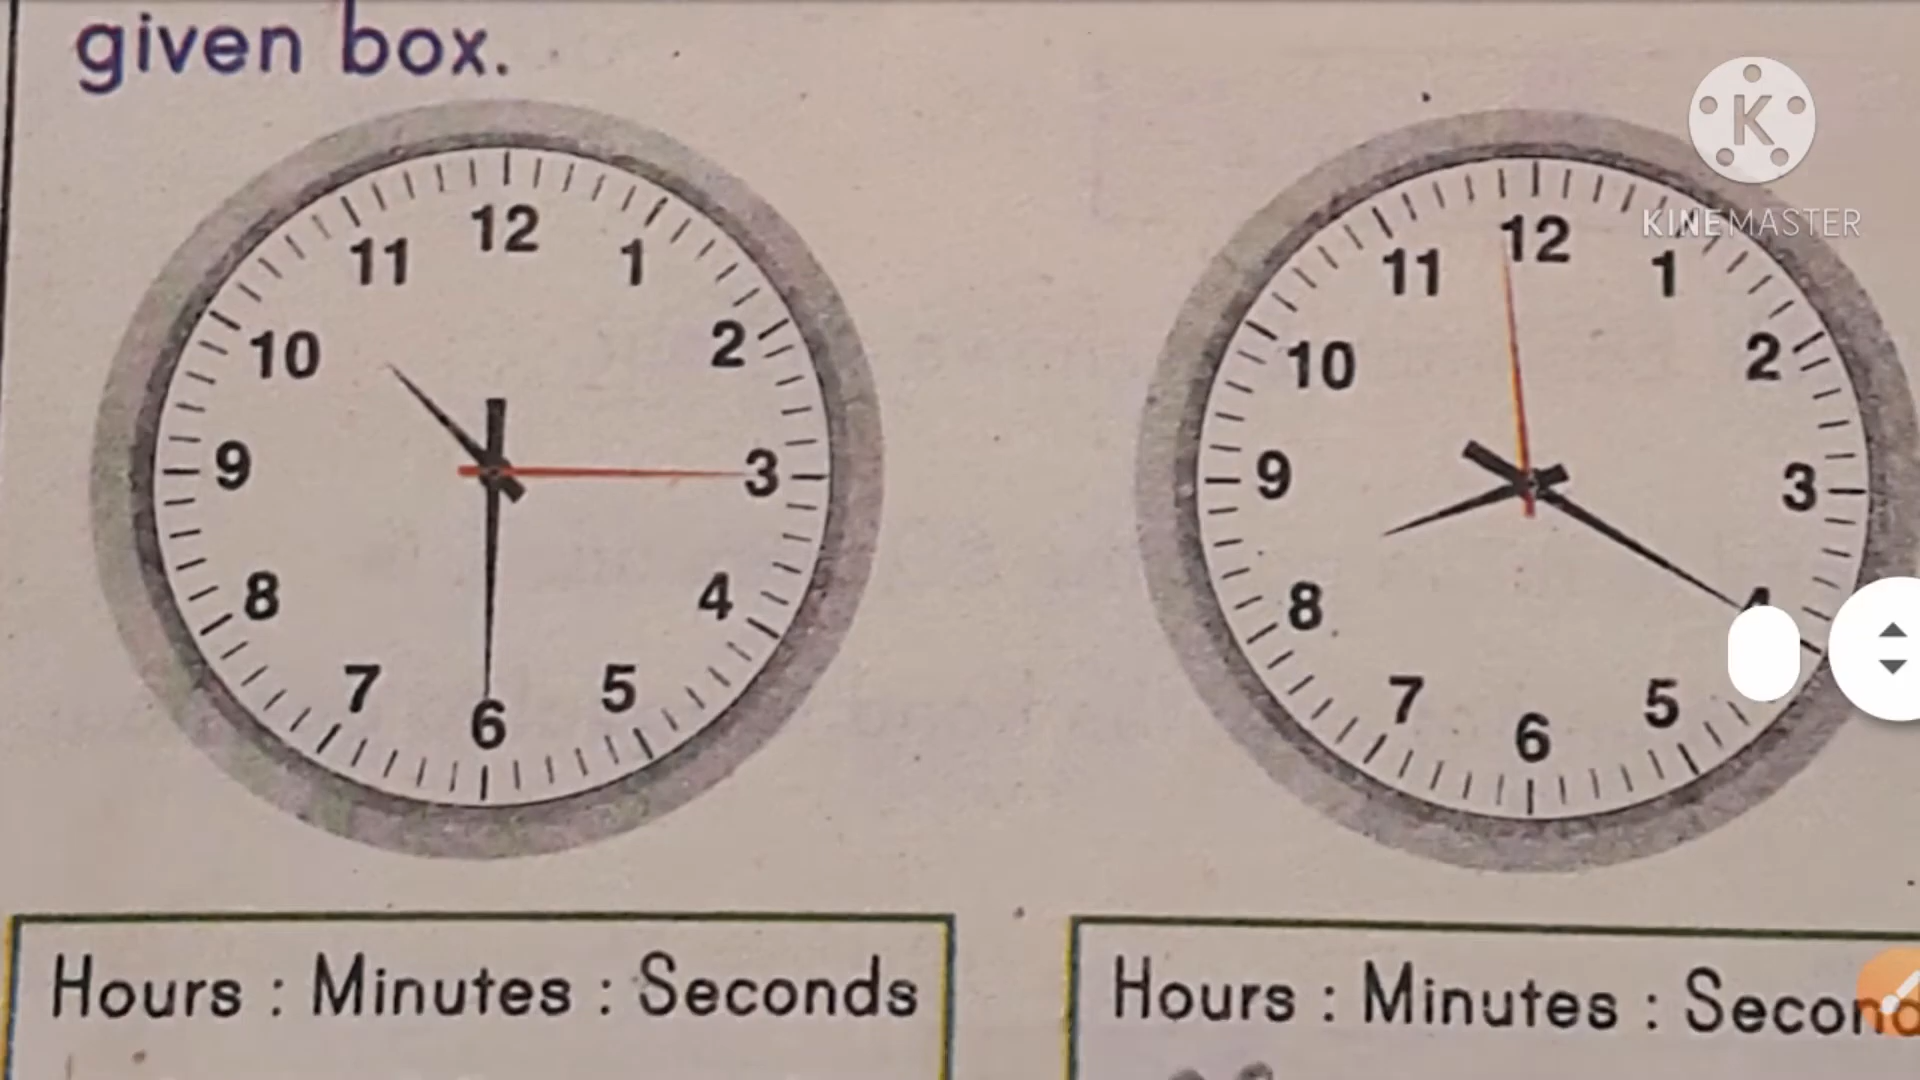 given box.
12
11 1
10 2
9 3
8 4
7 5
6
12
11 1
10 2
9 3
8 4
7 5
6
K
KINEMASTER
Hours : Minutes : Seconds
Hours : Minutes : Second